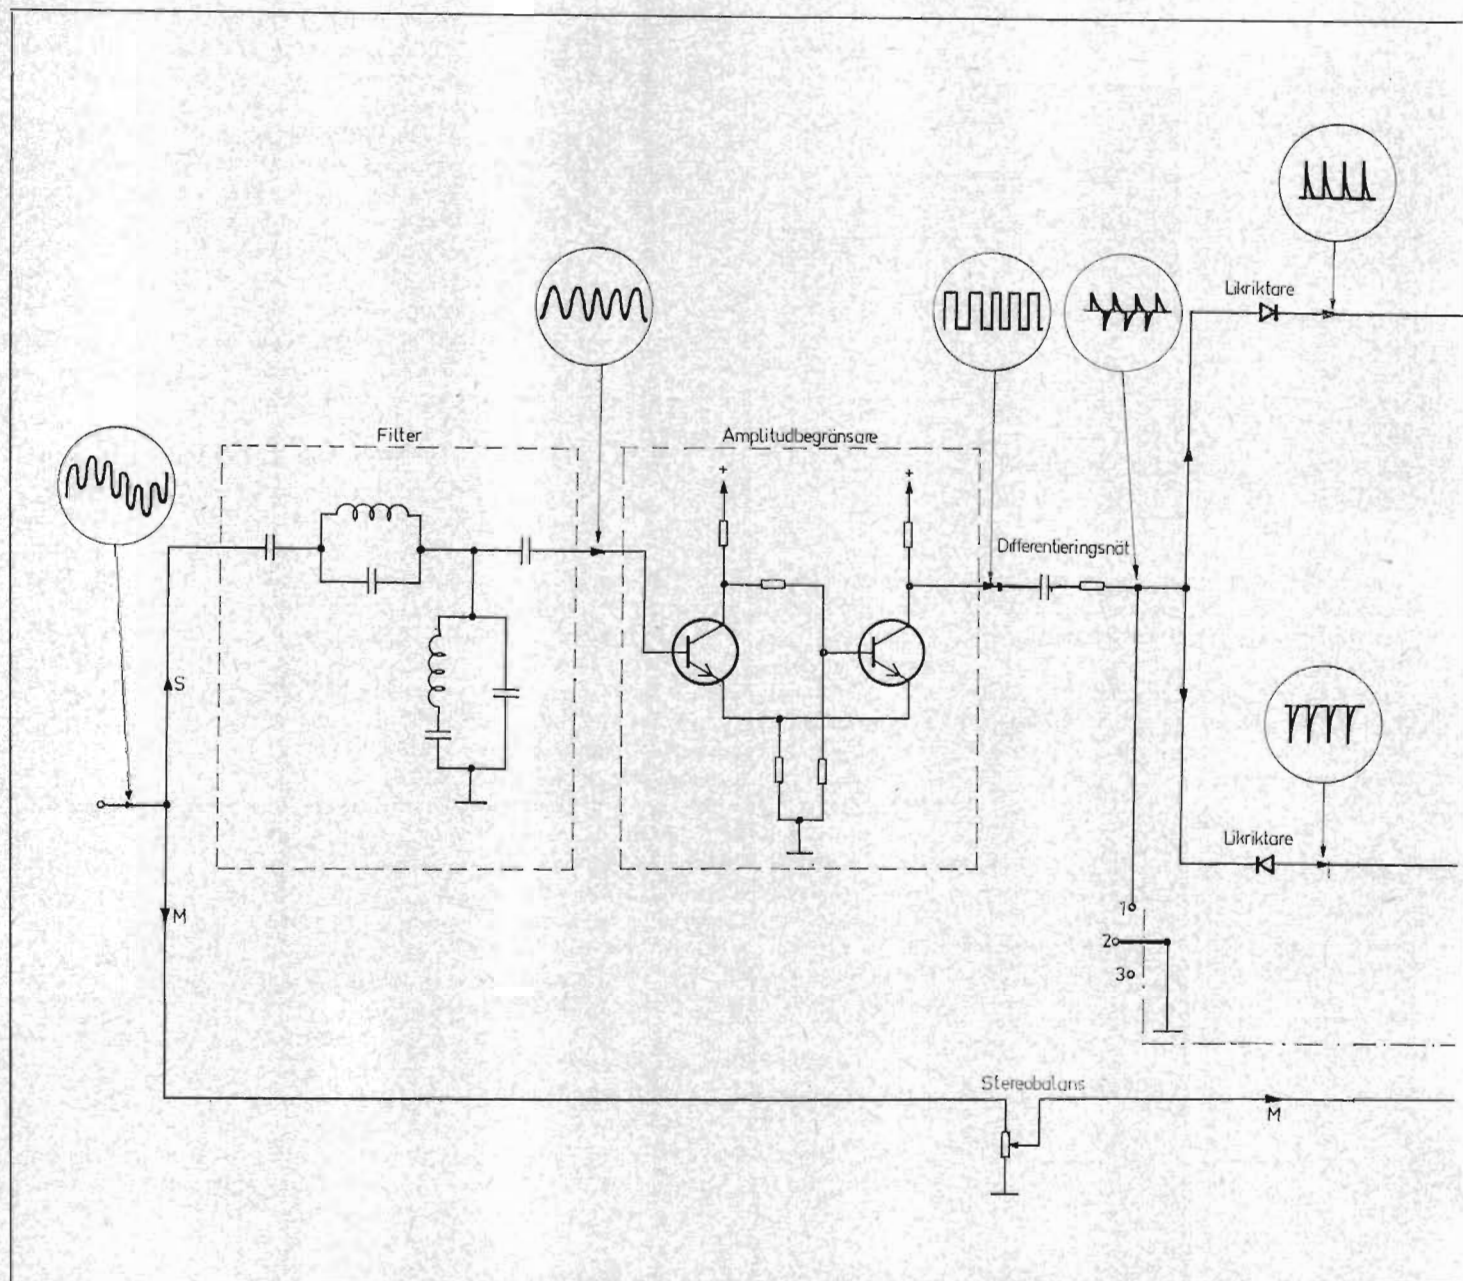 Likriktare
Filter
Amplitudbegränsare
+
+
Differentieringsnät
S
Likriktare
1
M
2
3
Stereobalans
M